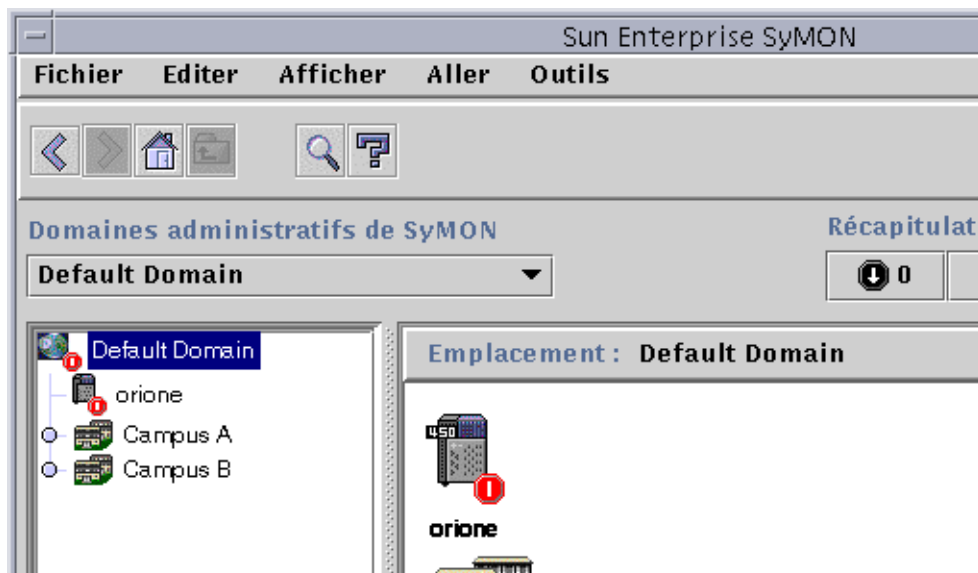 Sun Enterprise SyMON
Fichier Editer Afficher Aller Outils
Domaines administratifs de SyMON
Récapitulat
Default Domain
0
Default Domain
orione
Campus A
Campus B
Emplacement : Default Domain
450
orione